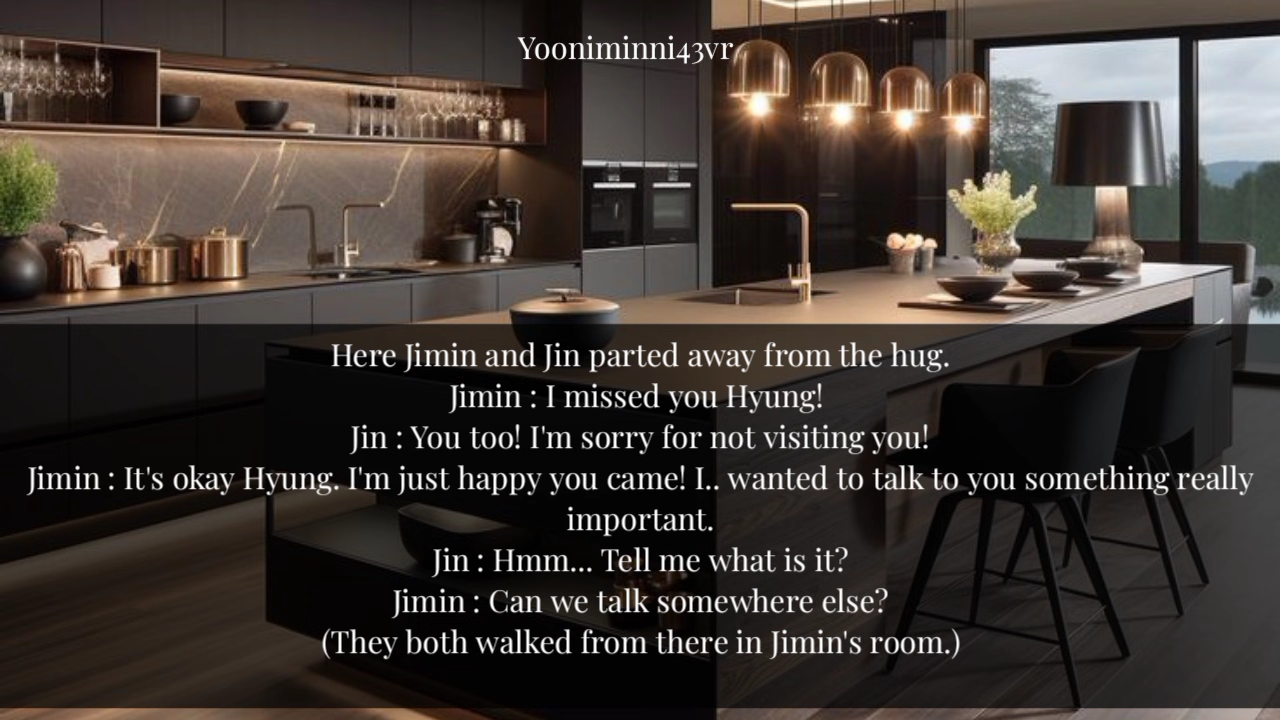 Yooniminni43vr
Here Jimin and Jin parted away from the hug.
Jimin : I missed you Hyung!
Jin : You too! I'm sorry for not visiting you!
Jimin : It's okay Hyung. I'm just happy you came! I.. wanted to talk to you something really
important.
Jin : Hmm... Tell me what is it?
Jimin : Can we talk somewhere else?
(They both walked from there in Jimin's room.)